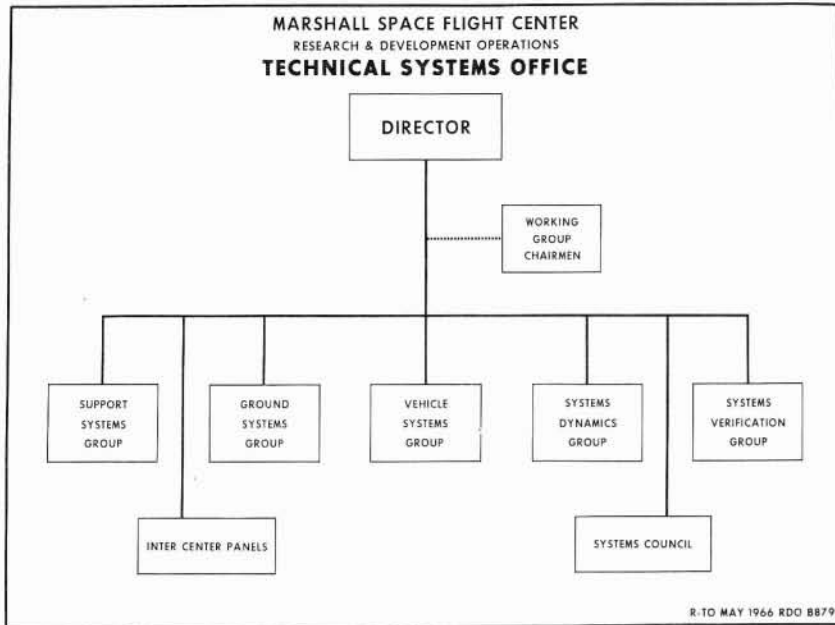 MARSHALL SPACE FLIGHT CENTER
RESEARCH & DEVELOPMENT OPERATIONS
TECHNICAL SYSTEMS OFFICE
DIRECTOR
WORKING
GROUP
CHAIRMEN
SUPPORT
SYSTEMS
GROUP
GROUND
SYSTEMS
GROUP
VEHICLE
SYSTEMS
GROUP
SYSTEMS
DYNAMICS
GROUP
SYSTEMS
VERIFICATION
GROUP
INTER CENTER PANELS
SYSTEMS COUNCIL
R-TO MAY 1966 RDO B879